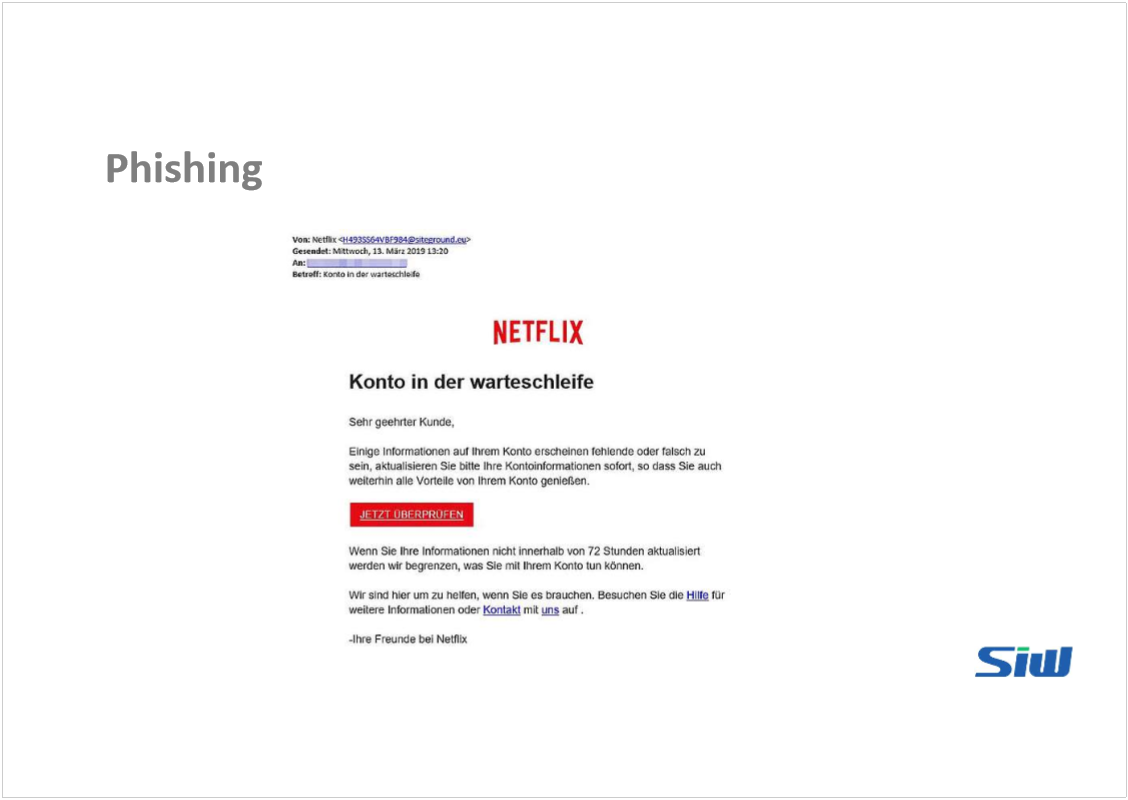 Phishing
Von: Netflix <H493SS64VBF984@siteground.eu>
Gesendet: Mittwoch, 13. März 2019 13:20
An:
Betreff: Konto in der warteschleife
NETFLIX
Konto in der warteschleife
Sehr geehrter Kunde,
Einige Informationen auf Ihrem Konto erscheinen fehlende oder falsch zu
sein, aktualisieren Sie bitte Ihre Kontoinformationen sofort, so dass Sie auch
weiterhin alle Vorteile von Ihrem Konto genießen.
JETZT ÜBERPRÜFEN
Wenn Sie Ihre Informationen nicht innerhalb von 72 Stunden aktualisiert
werden wir begrenzen, was Sie mit Ihrem Konto tun können.
Wir sind hier um zu helfen, wenn Sie es brauchen. Besuchen Sie die Hilfe für
weitere Informationen oder Kontakt mit uns auf .
-Ihre Freunde bei Netflix
SiW